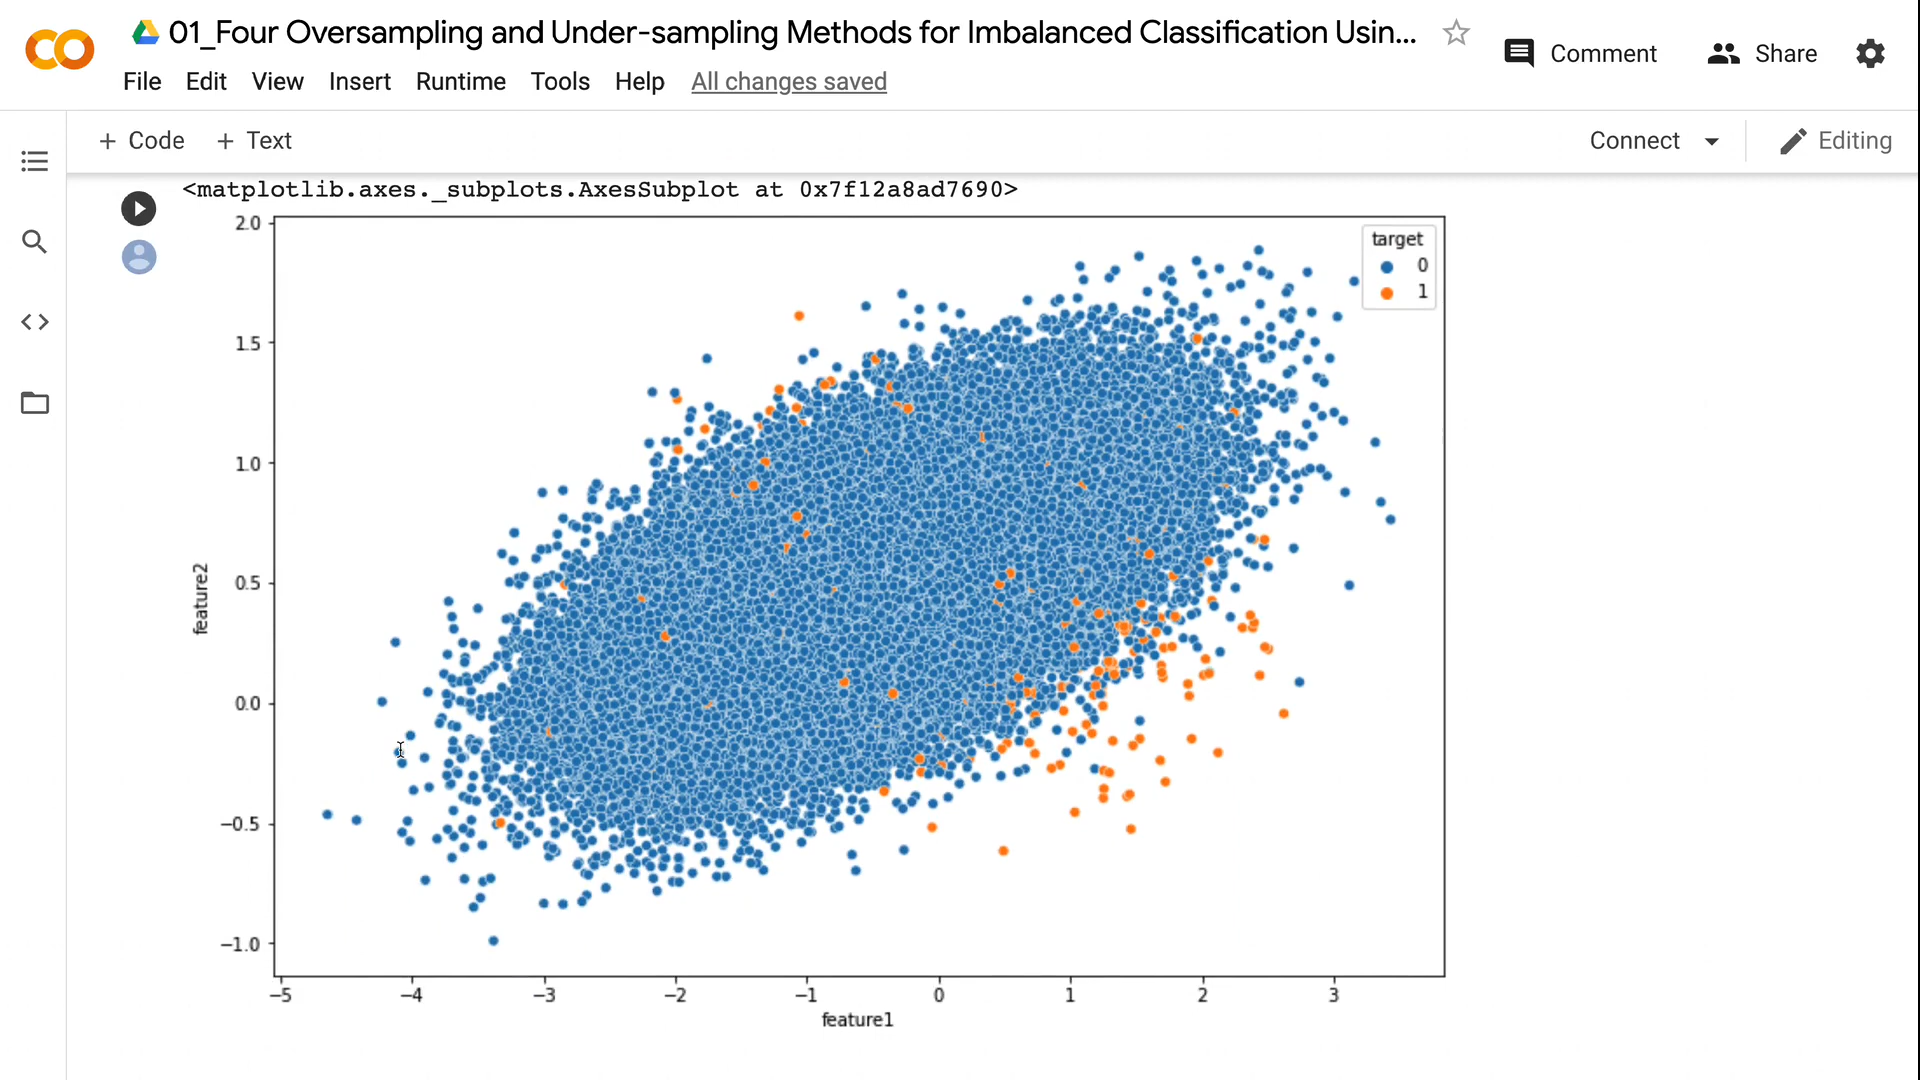 01_Four Oversampling and Under-sampling Methods for Imbalanced Classification Usin...
Comment
Share
File Edit View Insert Runtime Tools Help All changes saved
+ Code + Text
Connect
Editing
<matplotlib.axes._subplots.AxesSubplot at 0x7f12a8ad7690>
target
0
1
2.0
1.5
1.0
0.5
0.0
−0.5
−1.0
feature2
−5 −4 −3 −2 −1 0 1 2 3
feature1